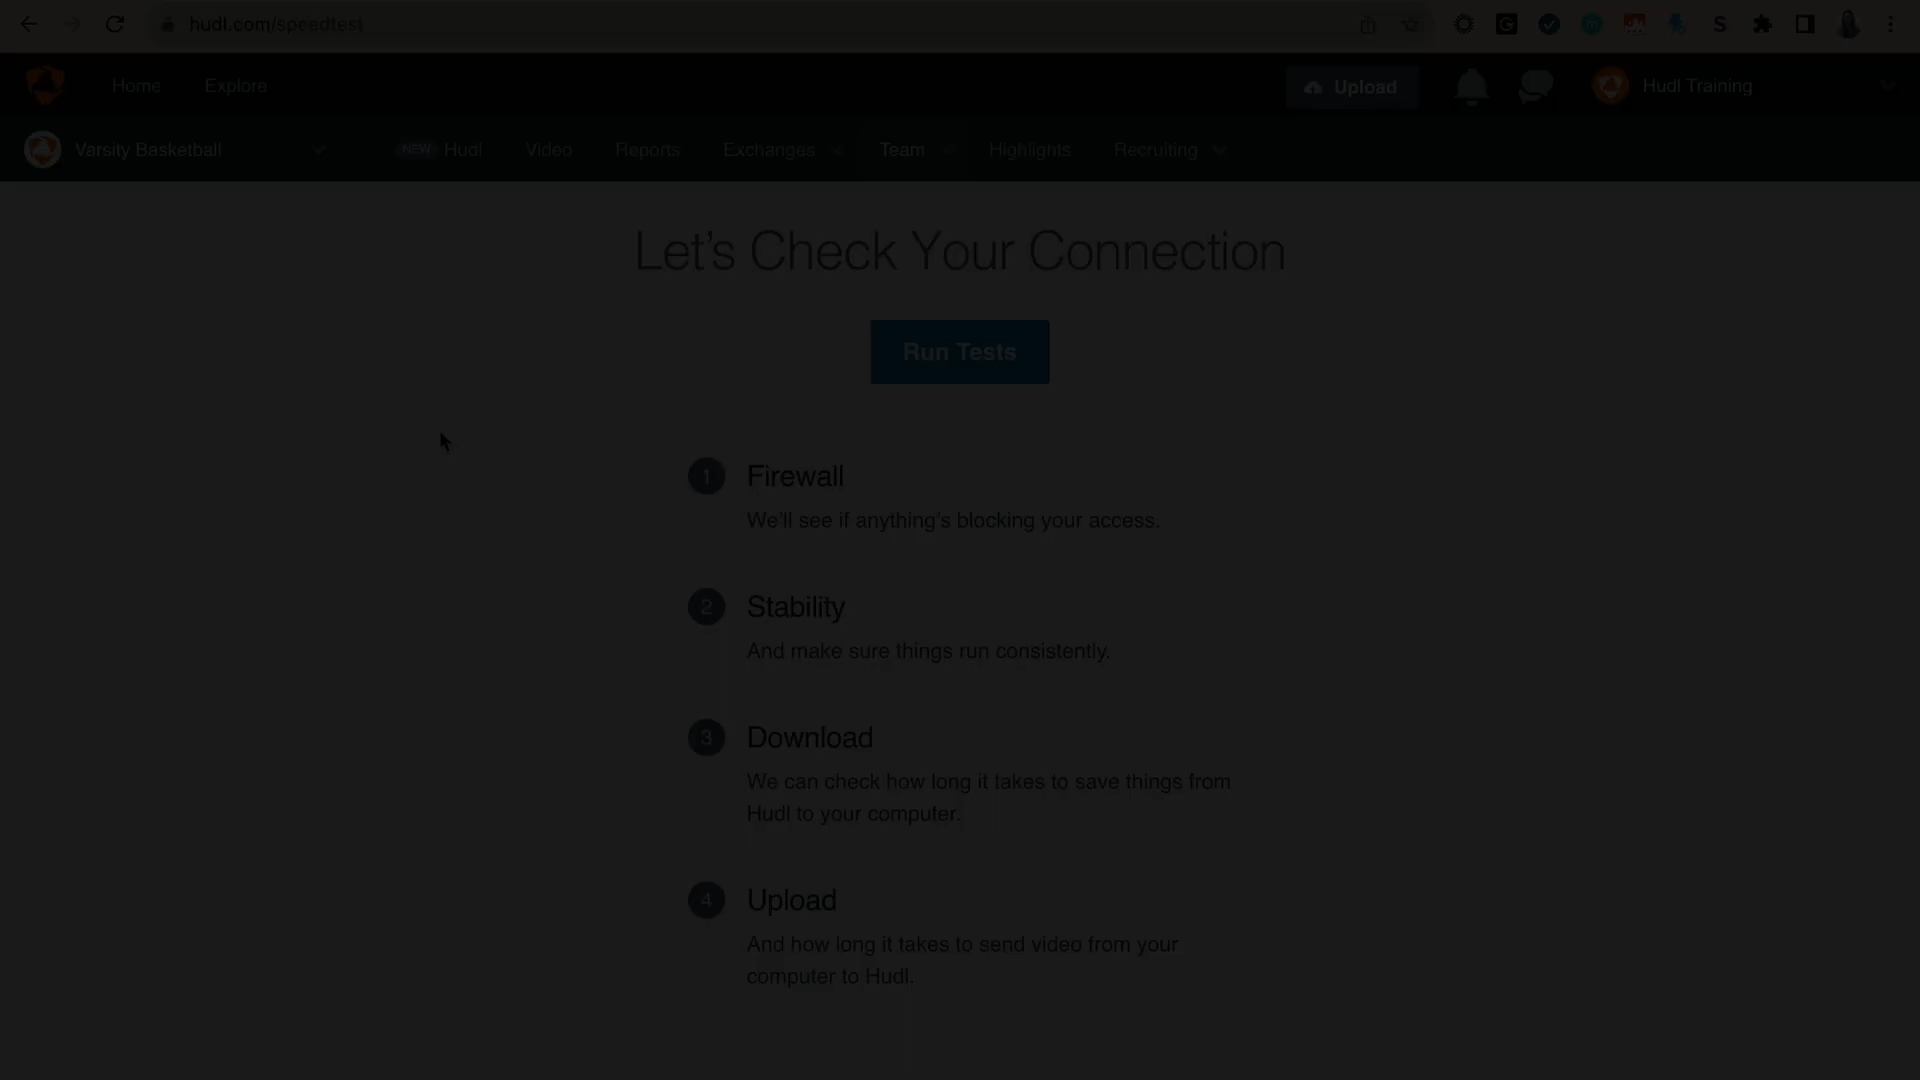 hudl.com/speedtest
Home Explore Upload Hudl Training
Varsity Basketball NEW Hudl Video Reports Exchanges Team Highlights Recruiting
Let's Check Your Connection
Run Tests
1 Firewall
We'll see if anything's blocking your access.
2 Stability
And make sure things run consistently.
3 Download
We can check how long it takes to save things from
Hudl to your computer.
4 Upload
And how long it takes to send video from your
computer to Hudl.